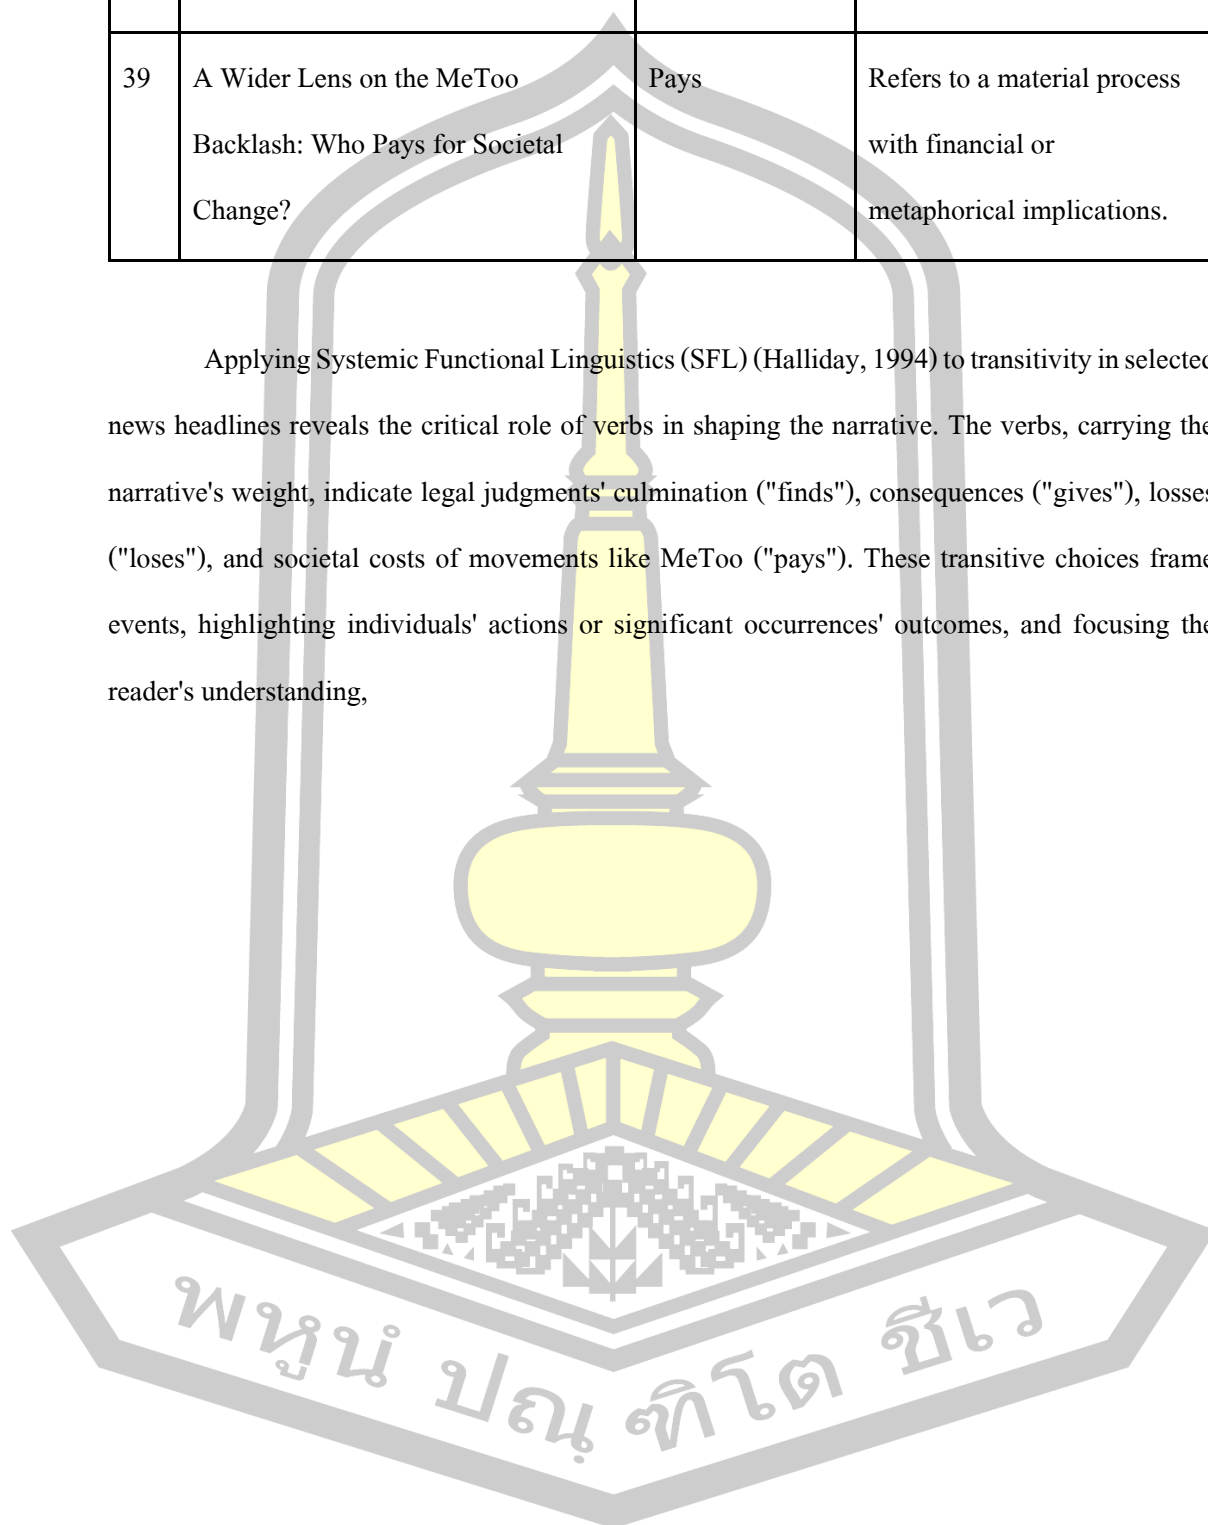 39 A Wider Lens on the MeToo Pays Refers to a material process
Backlash: Who Pays for Societal with financial or
Change? metaphorical implications.
Applying Systemic Functional Linguistics (SFL) (Halliday, 1994) to transitivity in selected
news headlines reveals the critical role of verbs in shaping the narrative. The verbs, carrying the
narrative's weight, indicate legal judgments' culmination ("finds"), consequences ("gives"), losses
("loses"), and societal costs of movements like MeToo ("pays"). These transitive choices frame
events, highlighting individuals' actions or significant occurrences' outcomes, and focusing the
reader's understanding,
พหูนํ ปณฺฑิโต ชีเว